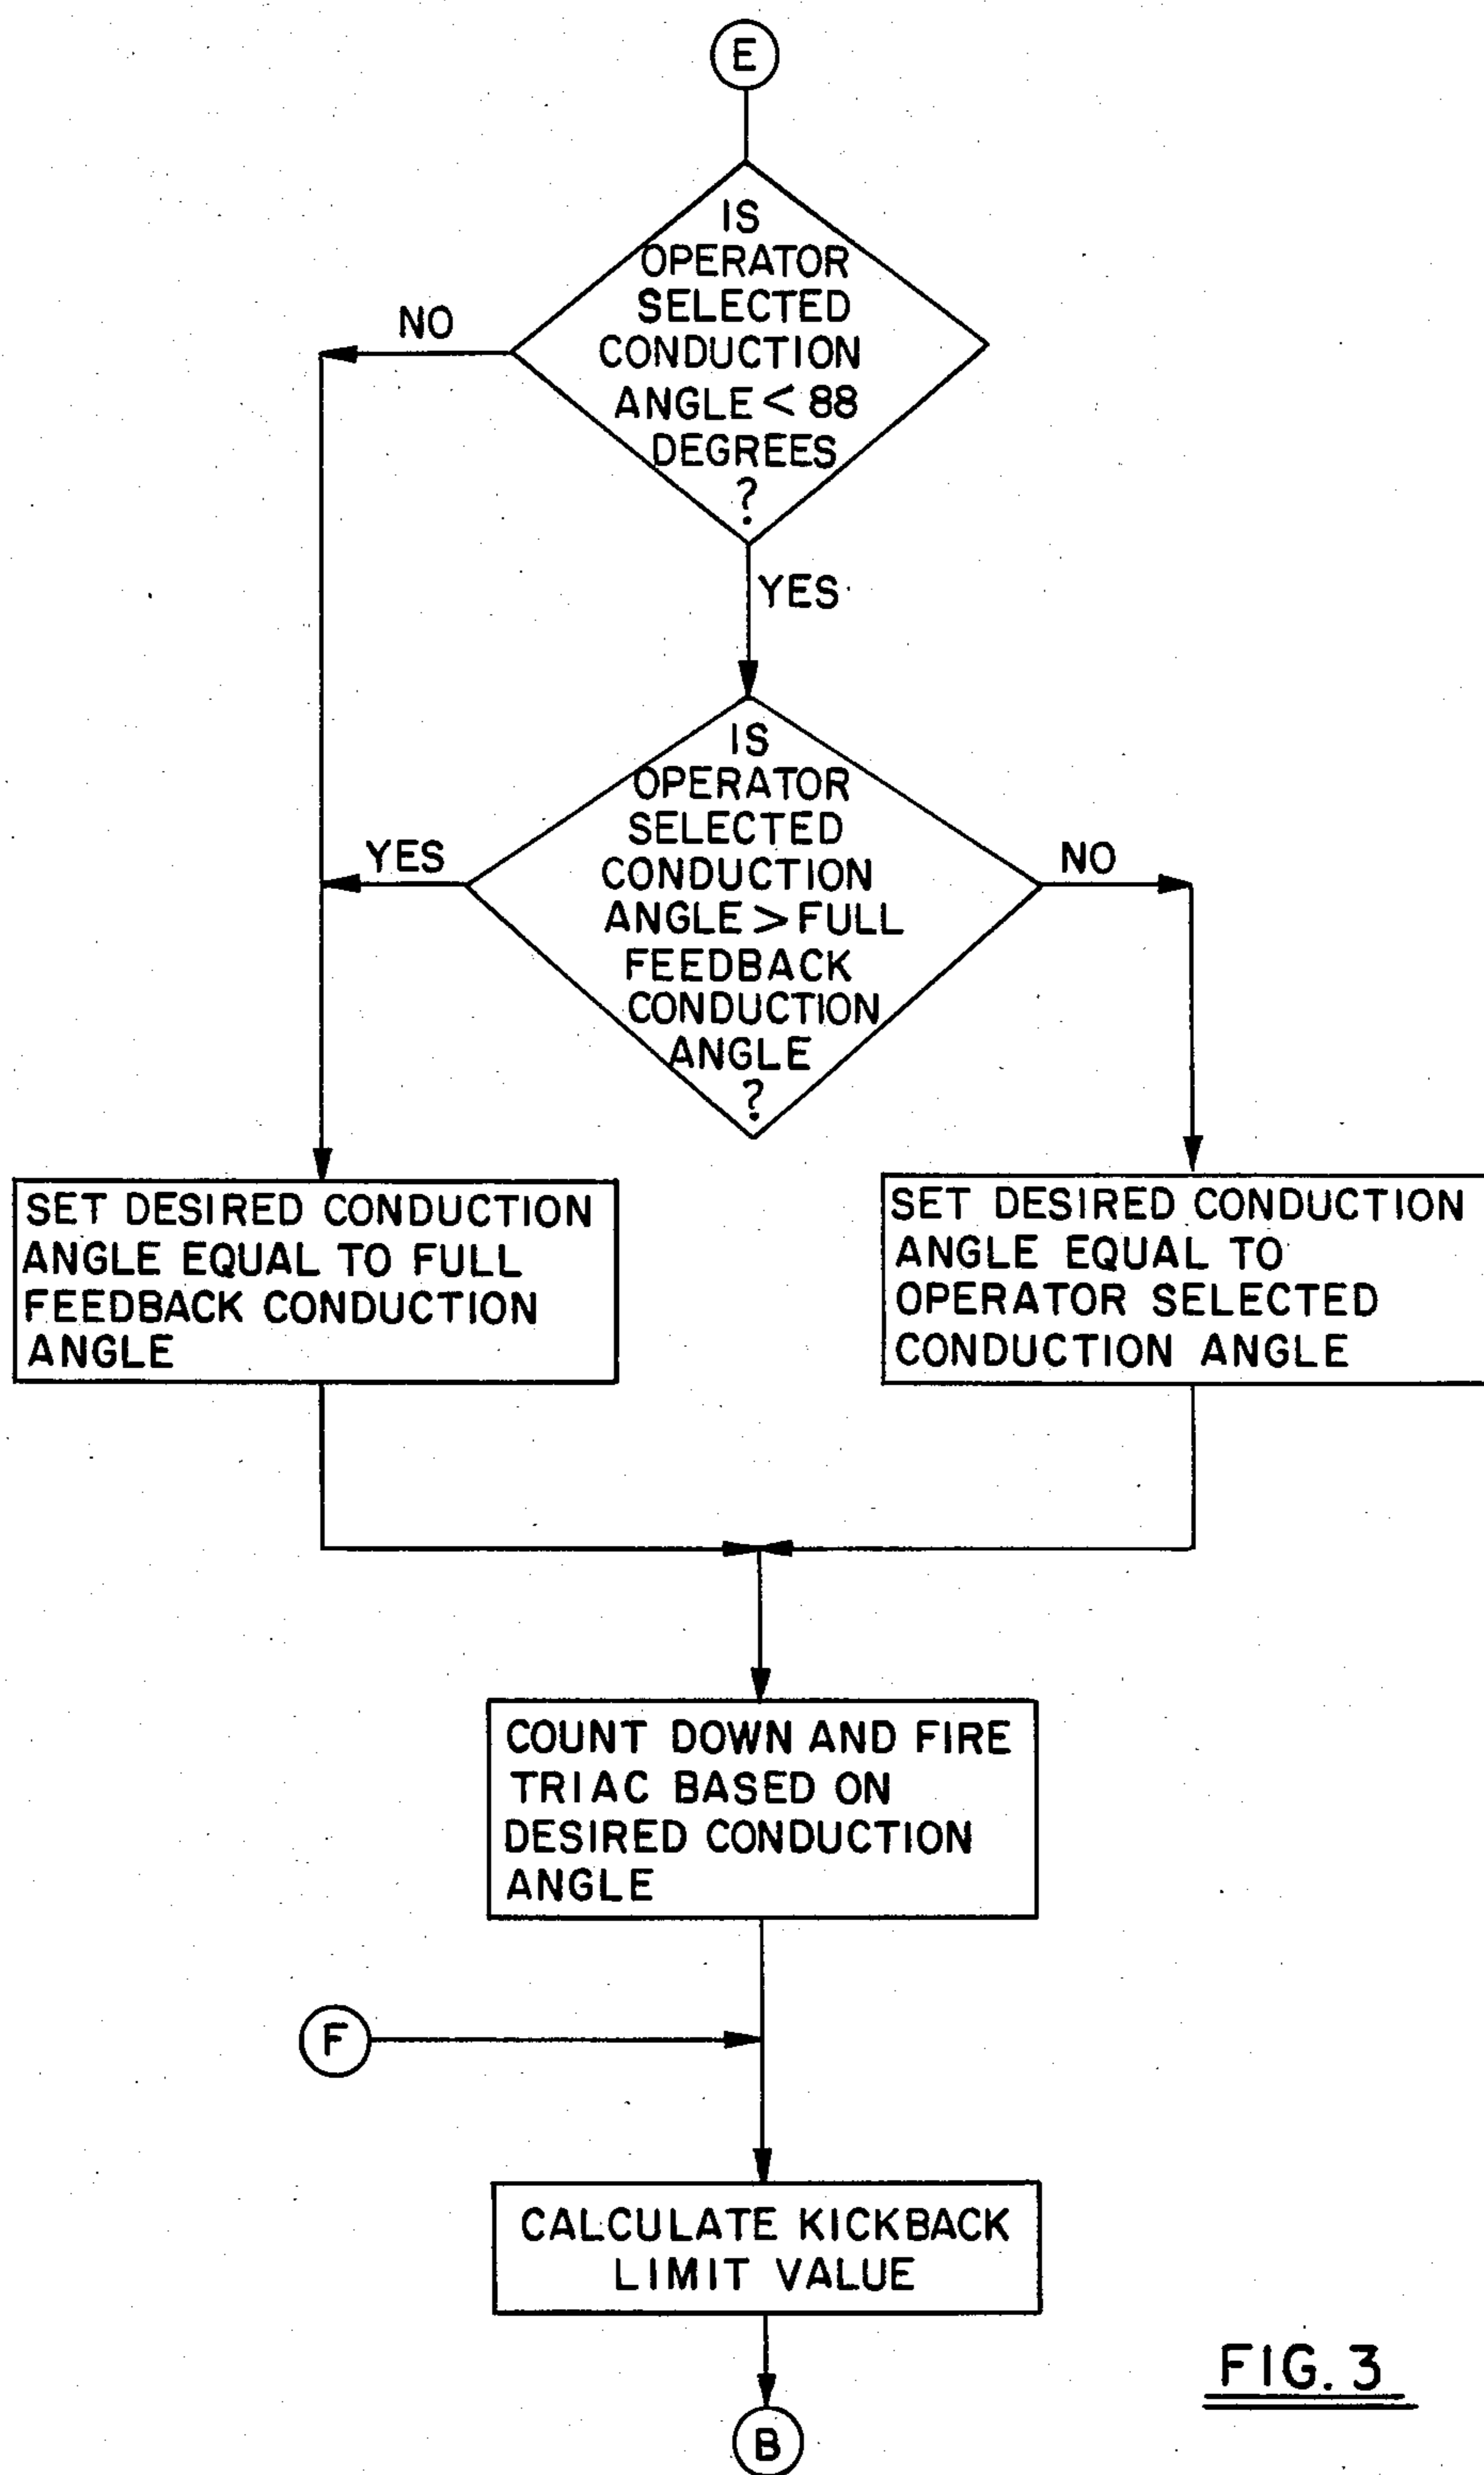 E
IS
OPERATOR
SELECTED
CONDUCTION
ANGLE < 88
DEGREES
?
NO
YES
IS
OPERATOR
SELECTED
CONDUCTION
ANGLE > FULL
FEEDBACK
CONDUCTION
ANGLE
?
YES
NO
SET DESIRED CONDUCTION
ANGLE EQUAL TO FULL
FEEDBACK CONDUCTION
ANGLE
SET DESIRED CONDUCTION
ANGLE EQUAL TO
OPERATOR SELECTED
CONDUCTION ANGLE
COUNT DOWN AND FIRE
TRIAC BASED ON
DESIRED CONDUCTION
ANGLE
F
CALCULATE KICKBACK
LIMIT VALUE
B
FIG. 3